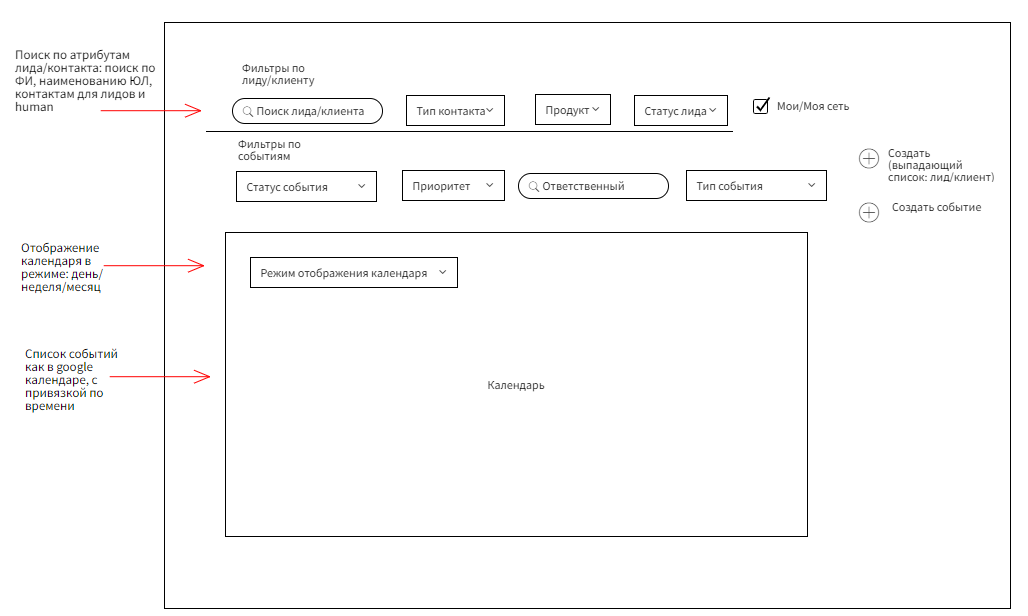 Поиск по атрибутам
лида/контакта: поиск по
ФИ, наименованию ЮЛ,
контактам для лидов и
human
Фильтры по
лиду/клиенту
Поиск лида/клиента
Тип контакта
Продукт
Статус лида
Мои/Моя сеть
Фильтры по
событиям
Статус события
Приоритет
Ответственный
Тип события
Создать
(выпадающий
список: лид/клиент)
Создать событие
Отображение
календаря в
режиме: день/
неделя/месяц
Режим отображения календаря
Список событий
как в google
календаре, с
привязкой по
времени
Календарь